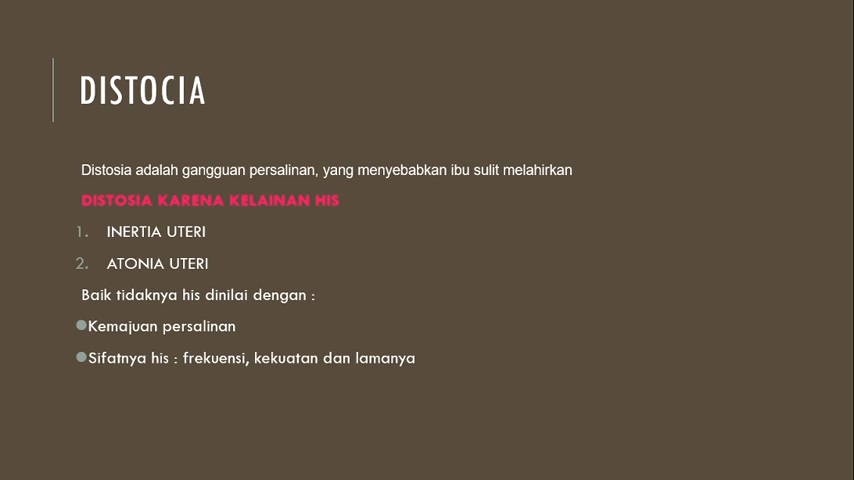 DISTOCIA
Distosia adalah gangguan persalinan, yang menyebabkan ibu sulit melahirkan
DISTOSIA KARENA KELAINAN HIS
1. INERTIA UTERI
2. ATONIA UTERI
Baik tidaknya his dinilai dengan :
●Kemajuan persalinan
●Sifatnya his : frekuensi, kekuatan dan lamanya